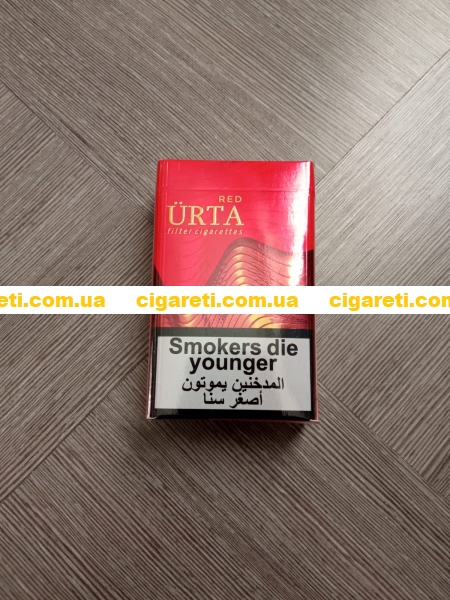 RED
ÜRTA
filter cigarettes
eti.com.ua cigareti.com.ua cigareti.com
Smokers die
younger
المدخنين يموتون
أصغر سنا